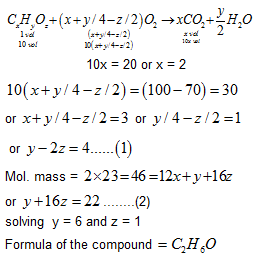 CₓHᵧO_z+(x+y/4−z/2)O₂ →xCO₂+y/2H₂O
1 vol (x+y/4−z/2) x vol
10 vol 10(x+y/4−z/2) 10x vol
10x = 20 or x = 2
10(x+y/4−z/2)=(100−70)=30
or x+y/4−z/2=3 or y/4−z/2=1
or y−2z = 4......(1)
Mol. mass = 2×23=46=12x+y+16z
or y+16z = 22 ........(2)
solving y = 6 and z = 1
Formula of the compound = C₂H₆O